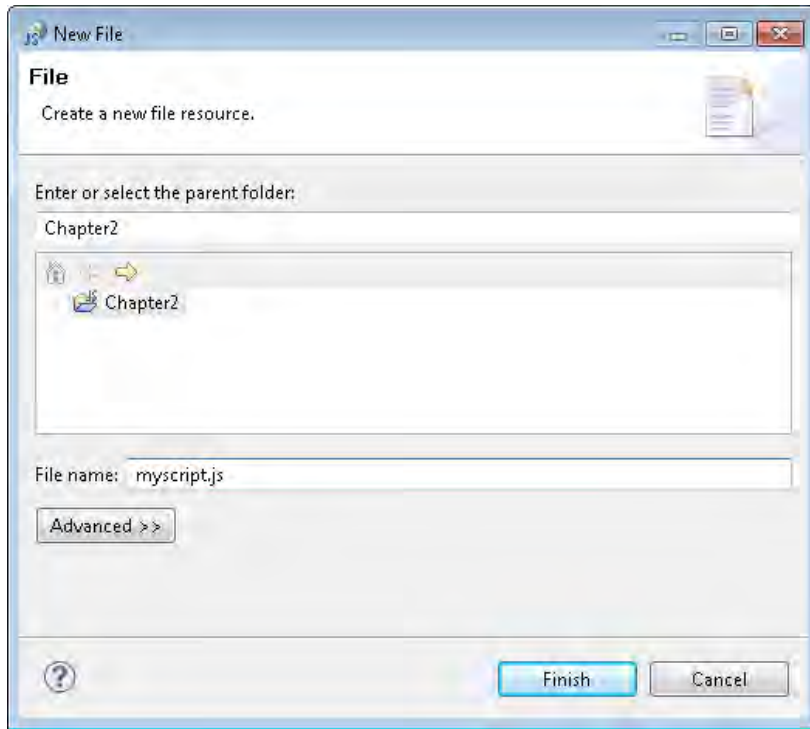 JS New File
File
Create a new file resource.
Enter or select the parent folder:
Chapter2
Chapter2
File name: myscript.js
Advanced >>
?
Finish Cancel